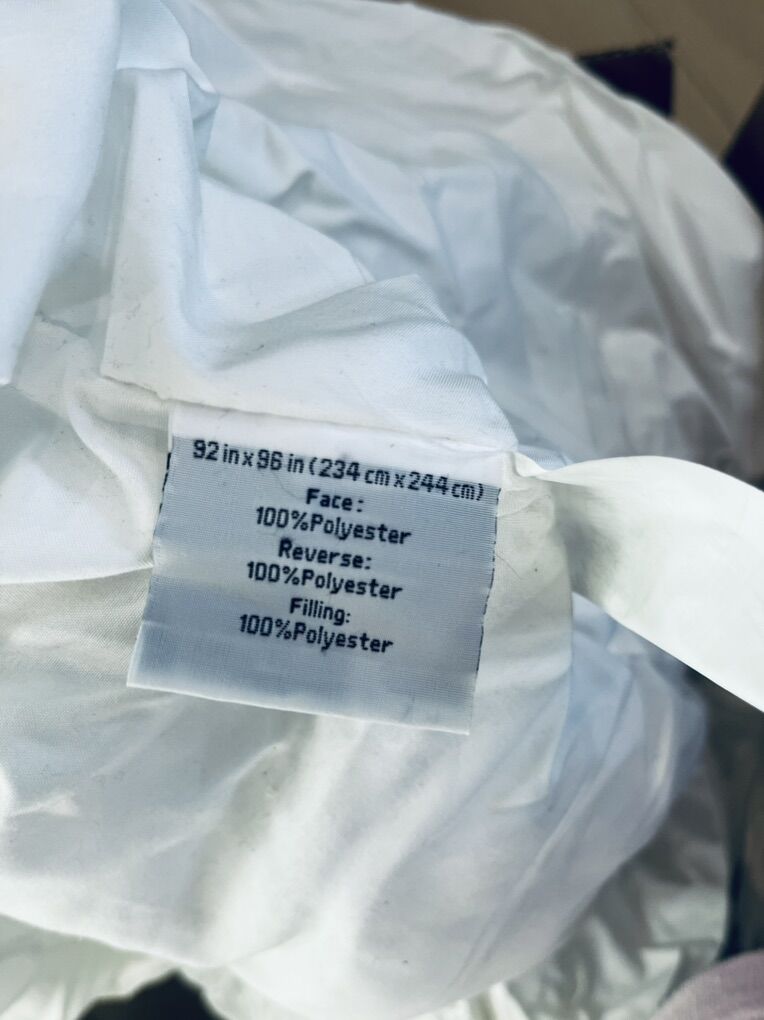 92 in x 96 in (234 cm x 244 cm)
Face:
100%Polyester
Reverse:
100%Polyester
Filling:
100%Polyester